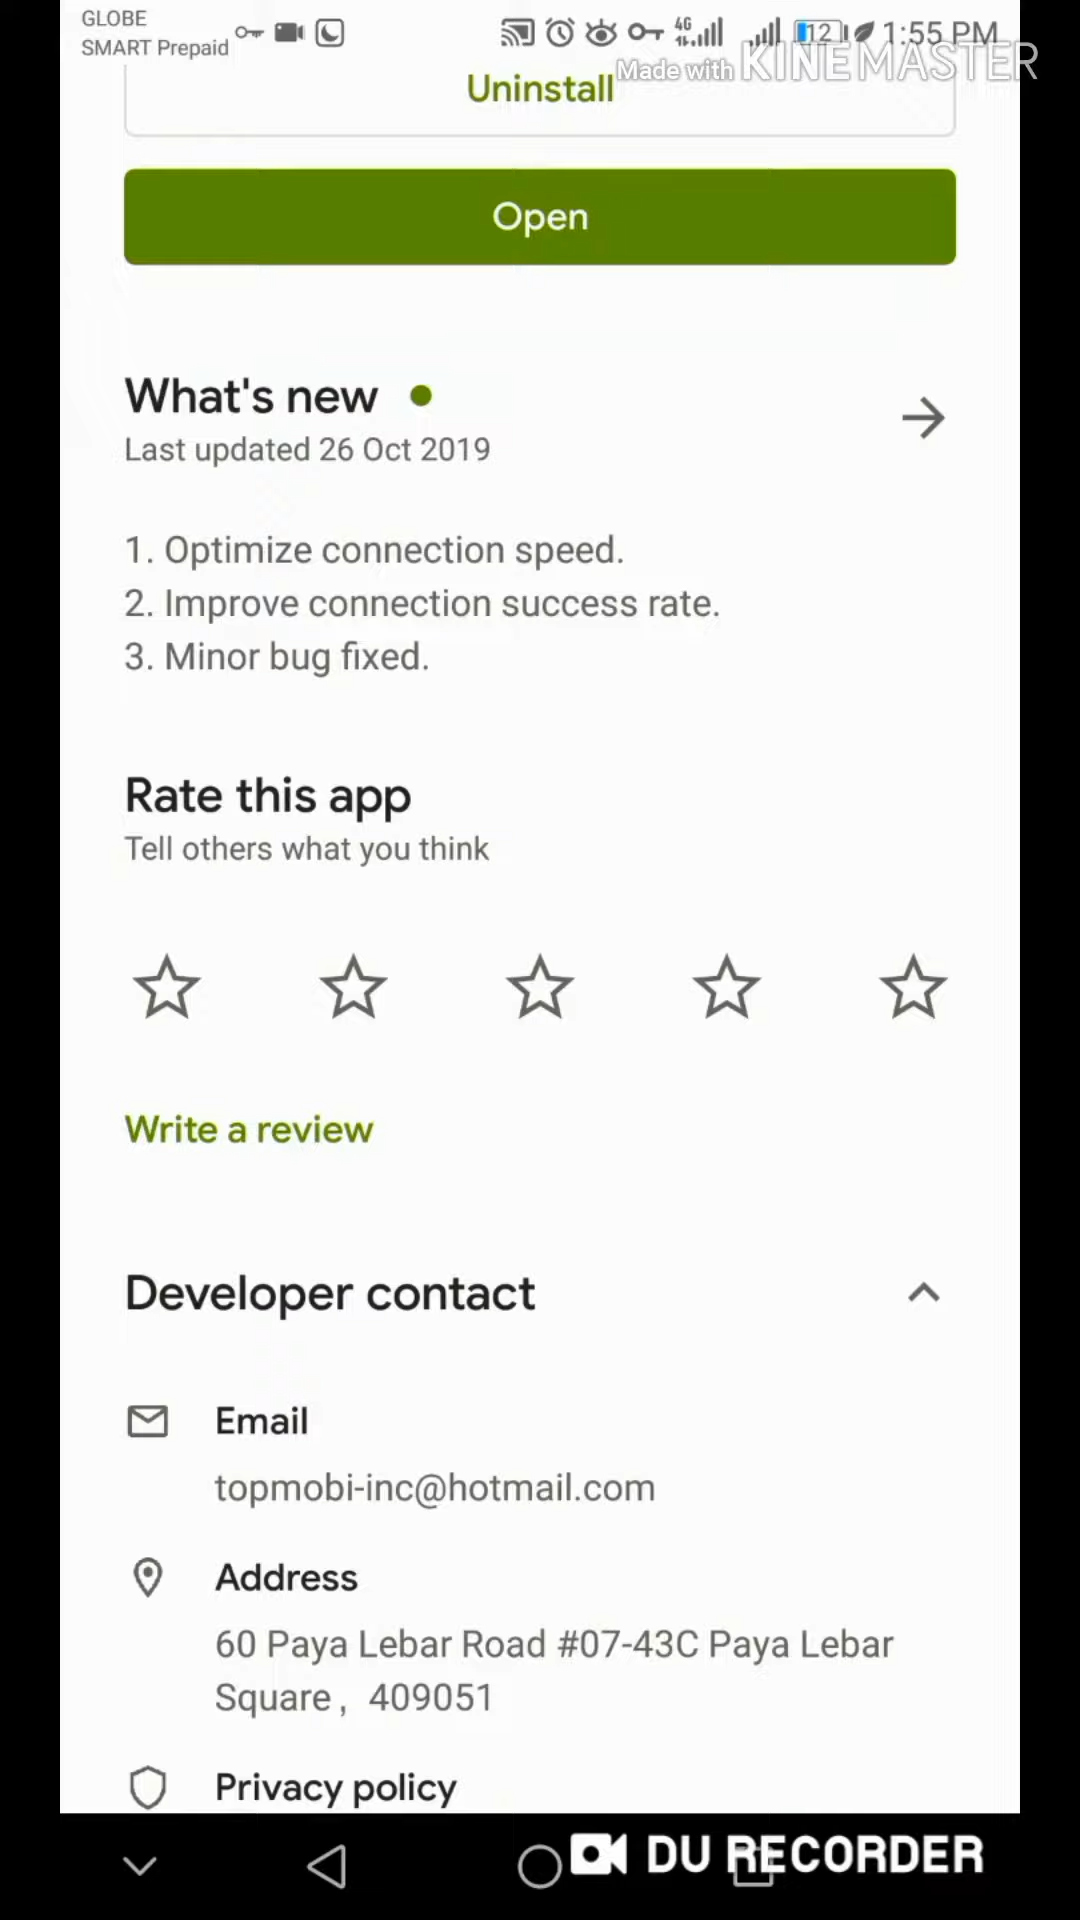 GLOBE
SMART Prepaid
4G
12
1:55 PM
Made with KINEMASTER
Uninstall
Open
What's new
Last updated 26 Oct 2019
1. Optimize connection speed.
2. Improve connection success rate.
3. Minor bug fixed.
Rate this app
Tell others what you think
Write a review
Developer contact
Email
topmobi-inc@hotmail.com
Address
60 Paya Lebar Road #07-43C Paya Lebar
Square , 409051
Privacy policy
DU RECORDER